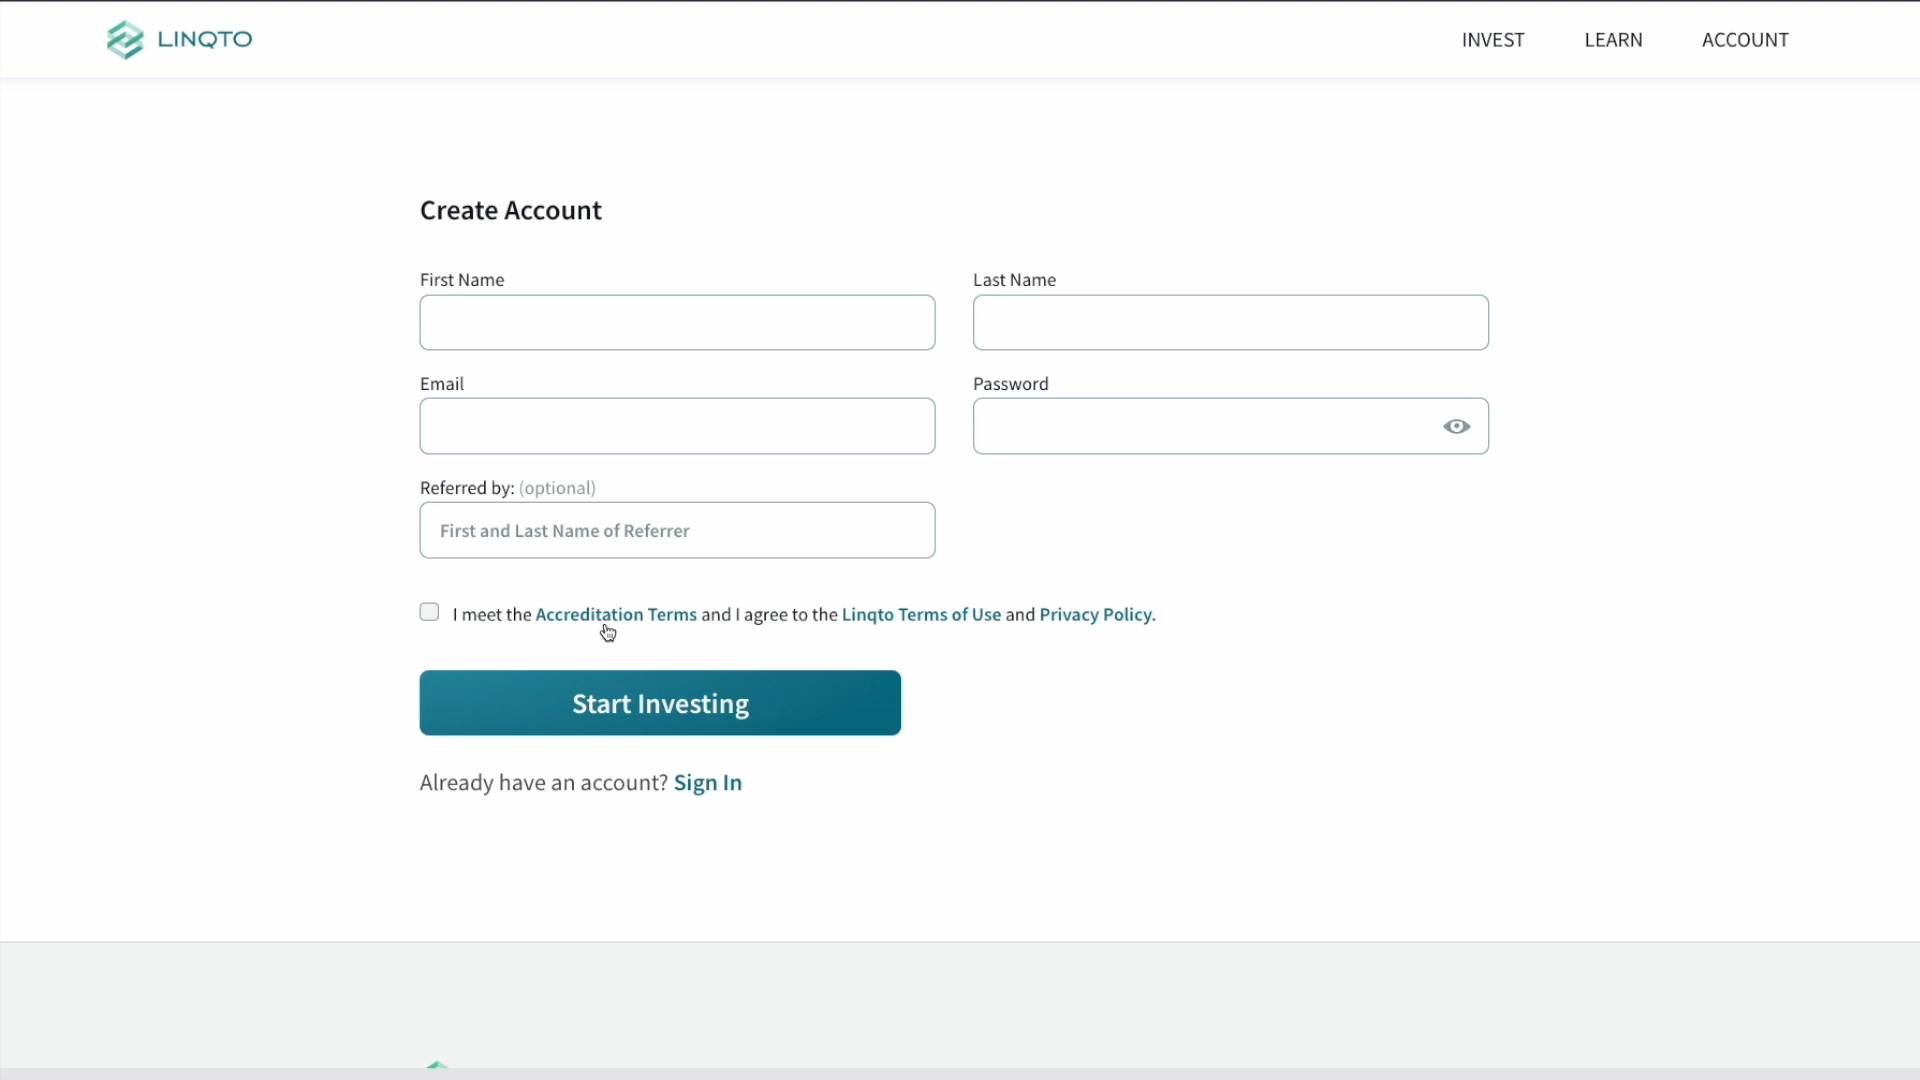 LINQTO
INVEST
LEARN
ACCOUNT
Create Account
First Name
Last Name
Email
Password
Referred by: (optional)
First and Last Name of Referrer
I meet the Accreditation Terms and I agree to the Linqto Terms of Use and Privacy Policy.
Start Investing
Already have an account? Sign In